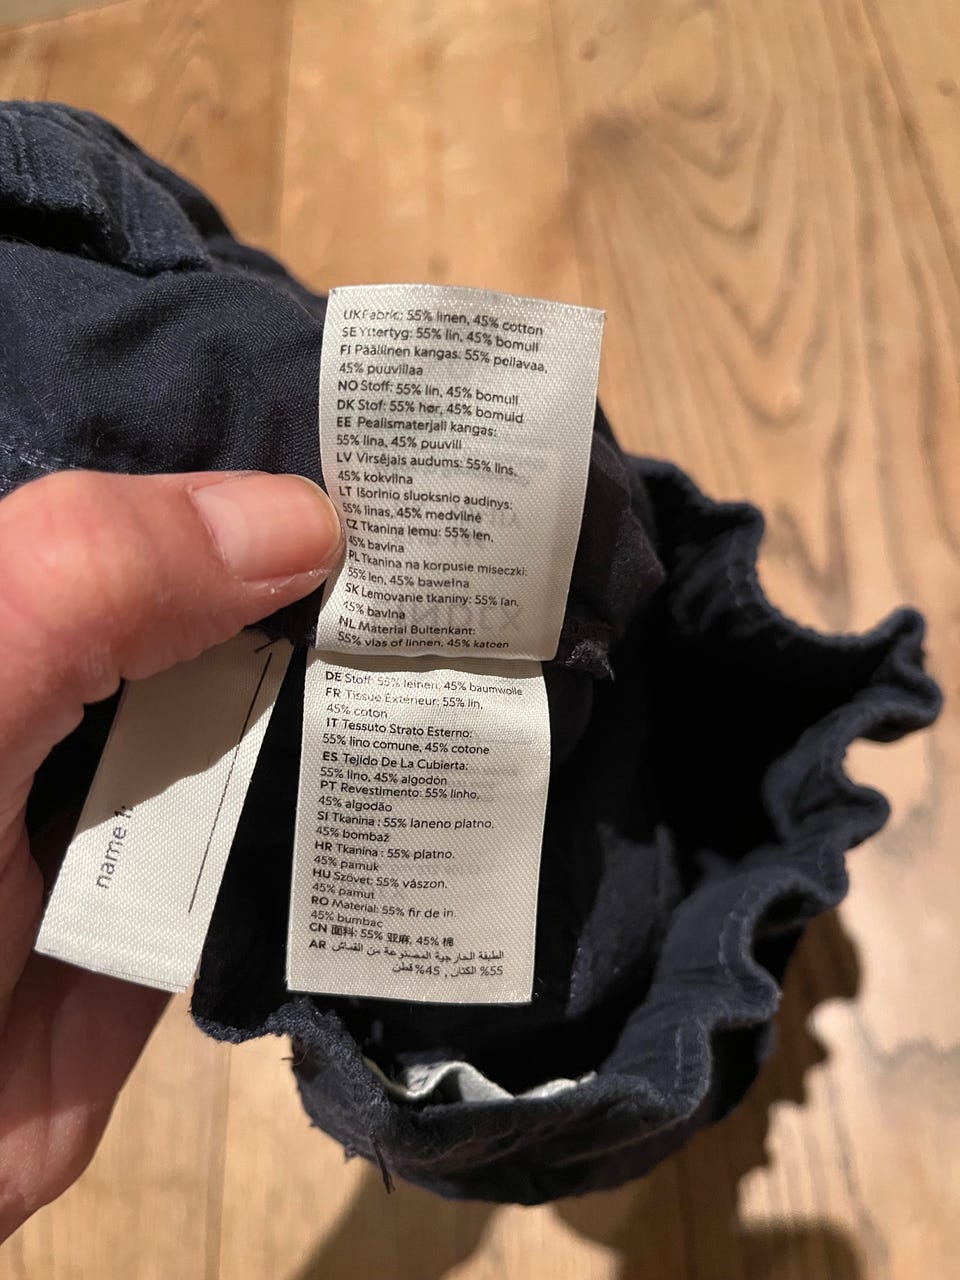 UK Fabric: 55% linen, 45% cotton
SE Yttertyg: 55% lin, 45% bomull
FI Päällinen kangas: 55% pellavaa,
45% puuvillaa
NO Stoff: 55% lin, 45% bomull
DK Stof: 55% hør, 45% bomuld
EE Pealismaterjall kangas:
55% lina, 45% puuvill
LV Virsējais audums: 55% lins,
45% kokvilna
LT Išorinio sluoksnio audinys:
55% linas, 45% medvilnė
CZ Tkanina lemu: 55% len,
45% bavlna
PL Tkanina na korpusie miseczki:
55% len, 45% bawełna
SK Lemovanie tkaniny: 55% ľan,
45% bavlna
NL Material Buitenkant:
55% vlas of linnen, 45% katoen
DE Stoff: 55% leinen, 45% baumwolle
FR Tissue Extérieur: 55% lin,
45% coton
IT Tessuto Strato Esterno:
55% lino comune, 45% cotone
ES Tejido De La Cubierta:
55% lino, 45% algodón
PT Revestimento: 55% linho,
45% algodão
SI Tkanina : 55% laneno platno,
45% bombaž
HR Tkanina : 55% platno,
45% pamuk
HU Szövet: 55% vászon,
45% pamut
RO Material: 55% fir de in,
45% bumbac
CN 面料: 55% 亚麻, 45% 棉
AR الطبقة الخارجية المصنوعة من القماش
55% الكتان , 45% قطن
name 1: